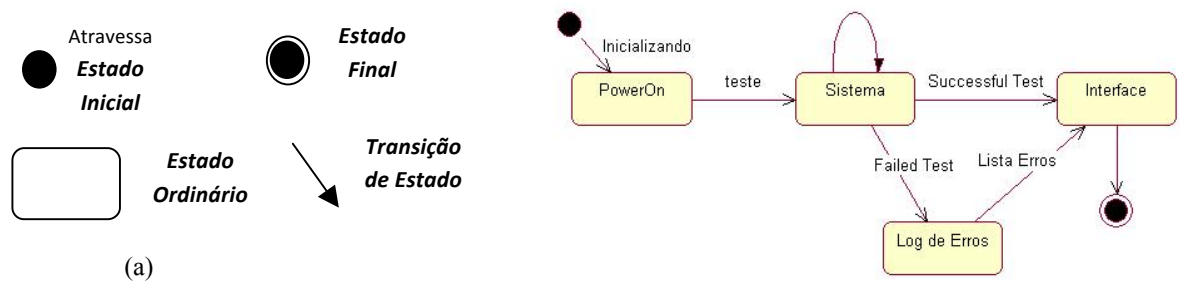 Atravessa
Estado
Inicial
Estado
Final
Estado
Ordinário
Transição
de Estado
(a)
Inicializando
PowerOn
teste
Sistema
Successful Test
Interface
Failed Test
Lista Erros
Log de Erros